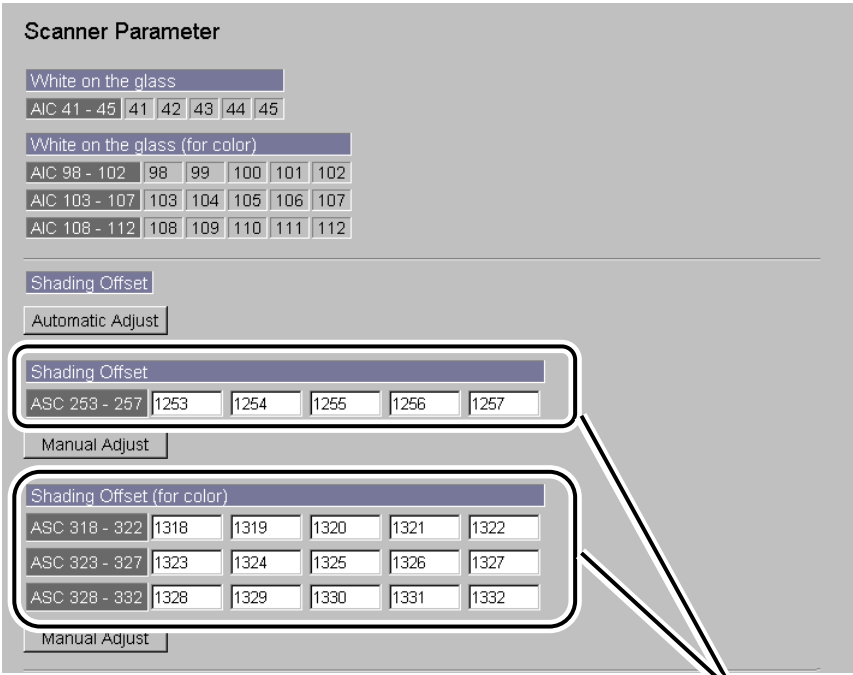 Scanner Parameter
White on the glass
AIC 41 - 45 41 42 43 44 45
White on the glass (for color)
AIC 98 - 102 98 99 100 101 102
AIC 103 - 107 103 104 105 106 107
AIC 108 - 112 108 109 110 111 112
Shading Offset
Automatic Adjust
Shading Offset
ASC 253 - 257 1253 1254 1255 1256 1257
Manual Adjust
Shading Offset (for color)
ASC 318 - 322 1318 1319 1320 1321 1322
ASC 323 - 327 1323 1324 1325 1326 1327
ASC 328 - 332 1328 1329 1330 1331 1332
Manual Adjust